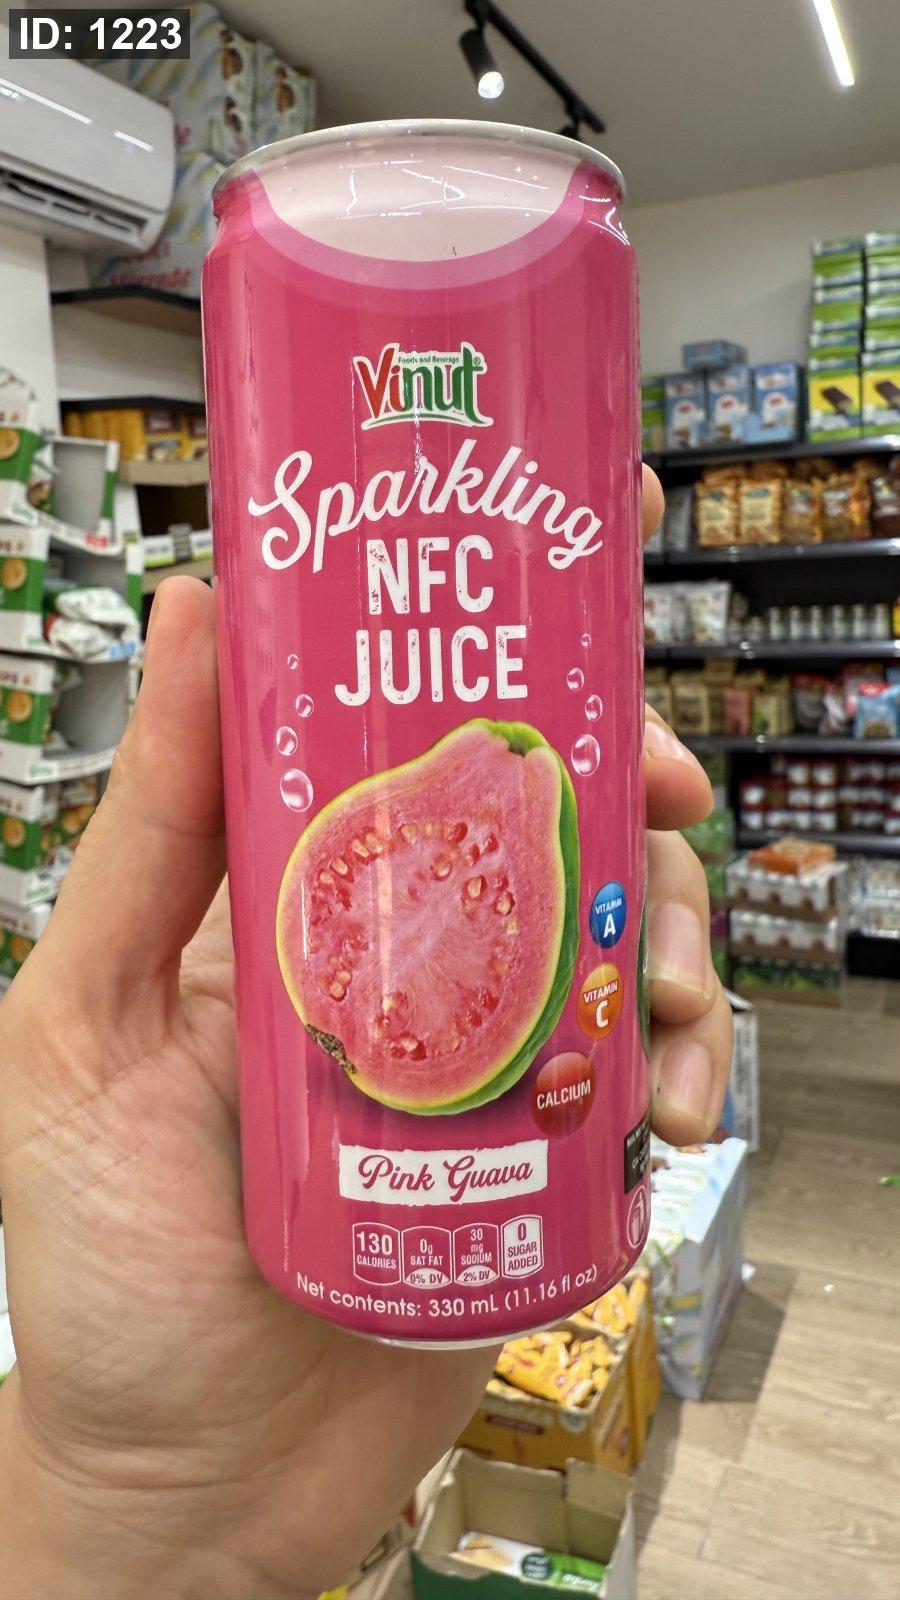 ID: 1223
Foods and Beverage
Vinut®
Sparkling
NFC
JUICE
VITAMIN
A
VITAMIN
C
CALCIUM
Pink Guava
130
CALORIES
0g
SAT FAT
0% DV
30
mg
SODIUM
2% DV
0
SUGAR
ADDED
Net contents: 330 mL (11.16 fl oz)